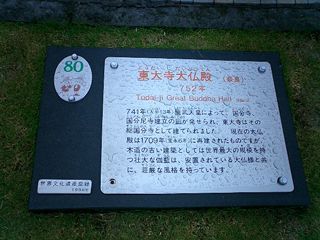 80
東大寺大仏殿 (奈良)
752年
Todai-ji Great Buddha Hall
741年(天平13年)聖武天皇によって、国分寺、
国分尼寺建立の詔が発せられ、東大寺はその
総国分寺として建てられました。 現在の大仏
殿は1709年(宝永6年)に再建されたものですが、
木造の古い建築としては世界最大の規模を持
つ壮大な伽藍は、安置されている大仏様と共
に、荘厳な風格を持っています。
世界文化遺産登録